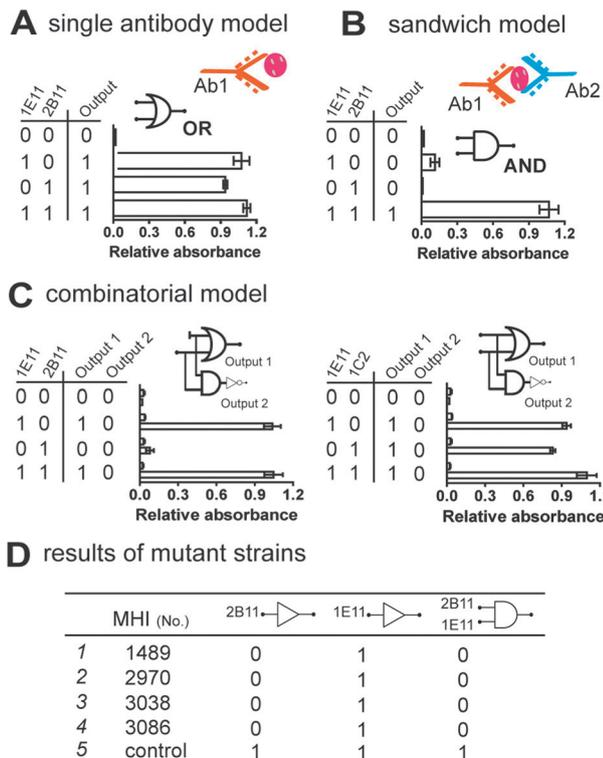 A single antibody model
Ab1
1E11 2B11 Output
OR
0 0 0
1 0 1
0 1 1
1 1 1
0.0 0.3 0.6 0.9 1.2
Relative absorbance
B sandwich model
Ab1 Ab2
1E11 2B11 Output
AND
0 0 0
1 0 0
0 1 0
1 1 1
0.0 0.3 0.6 0.9 1.2
Relative absorbance
C combinatorial model
1E11 2B11 Output 1 Output 2
Output 1
Output 2
0 0 0 0
1 0 1 0
0 1 0 0
1 1 1 0
0.0 0.3 0.6 0.9 1.2
Relative absorbance
1E11 1C2 Output 1 Output 2
Output 1
Output 2
0 0 0 0
1 0 1 0
0 1 1 0
1 1 1 0
0.0 0.3 0.6 0.9 1.
Relative absorbance
D results of mutant strains
MHI (No.) 2B11 1E11 2B11 1E11
1 1489 0 1 0
2 2970 0 1 0
3 3038 0 1 0
4 3086 0 1 0
5 control 1 1 1